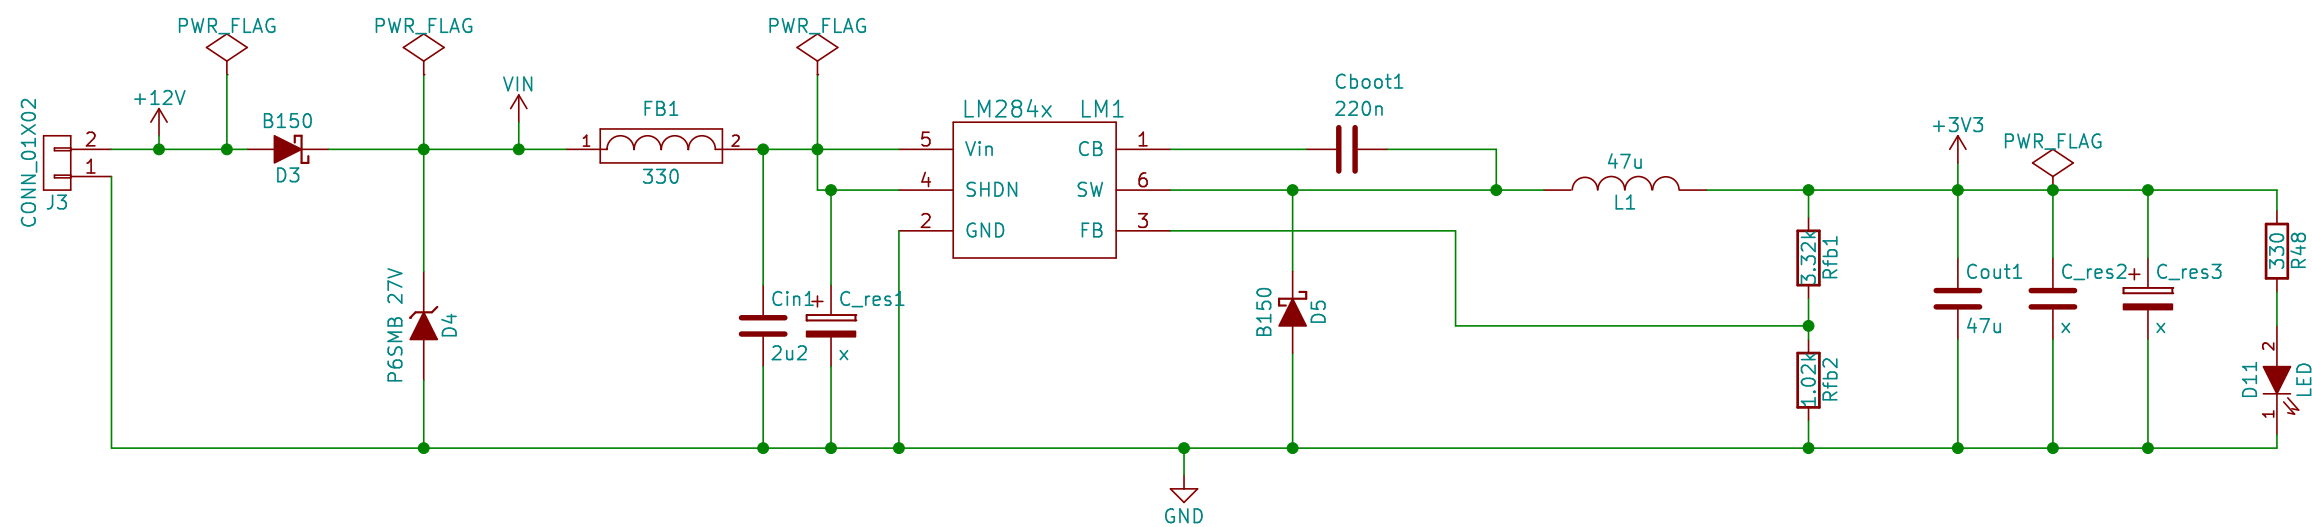 PWR_FLAG
PWR_FLAG
PWR_FLAG
CONN_01X02
J3
2
1
+12V
B150
D3
VIN
P6SMB 27V
D4
FB1
1
2
330
Cin1
2u2
+
C_res1
x
LM284x
LM1
5
Vin
4
SHDN
2
GND
CB
1
SW
6
FB
3
Cboot1
220n
B150
D5
GND
47u
L1
3.32k
Rfb1
1.02k
Rfb2
+3V3
PWR_FLAG
Cout1
47u
C_res2
x
+
C_res3
x
330
R48
2
D11
LED
1